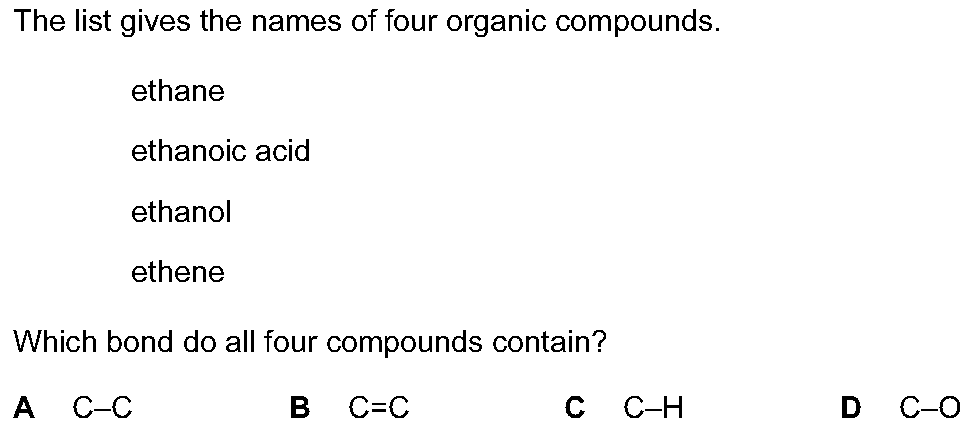 The list gives the names of four organic compounds.
ethane
ethanoic acid
ethanol
ethene
Which bond do all four compounds contain?
A C–C B C=C C C–H D C–O